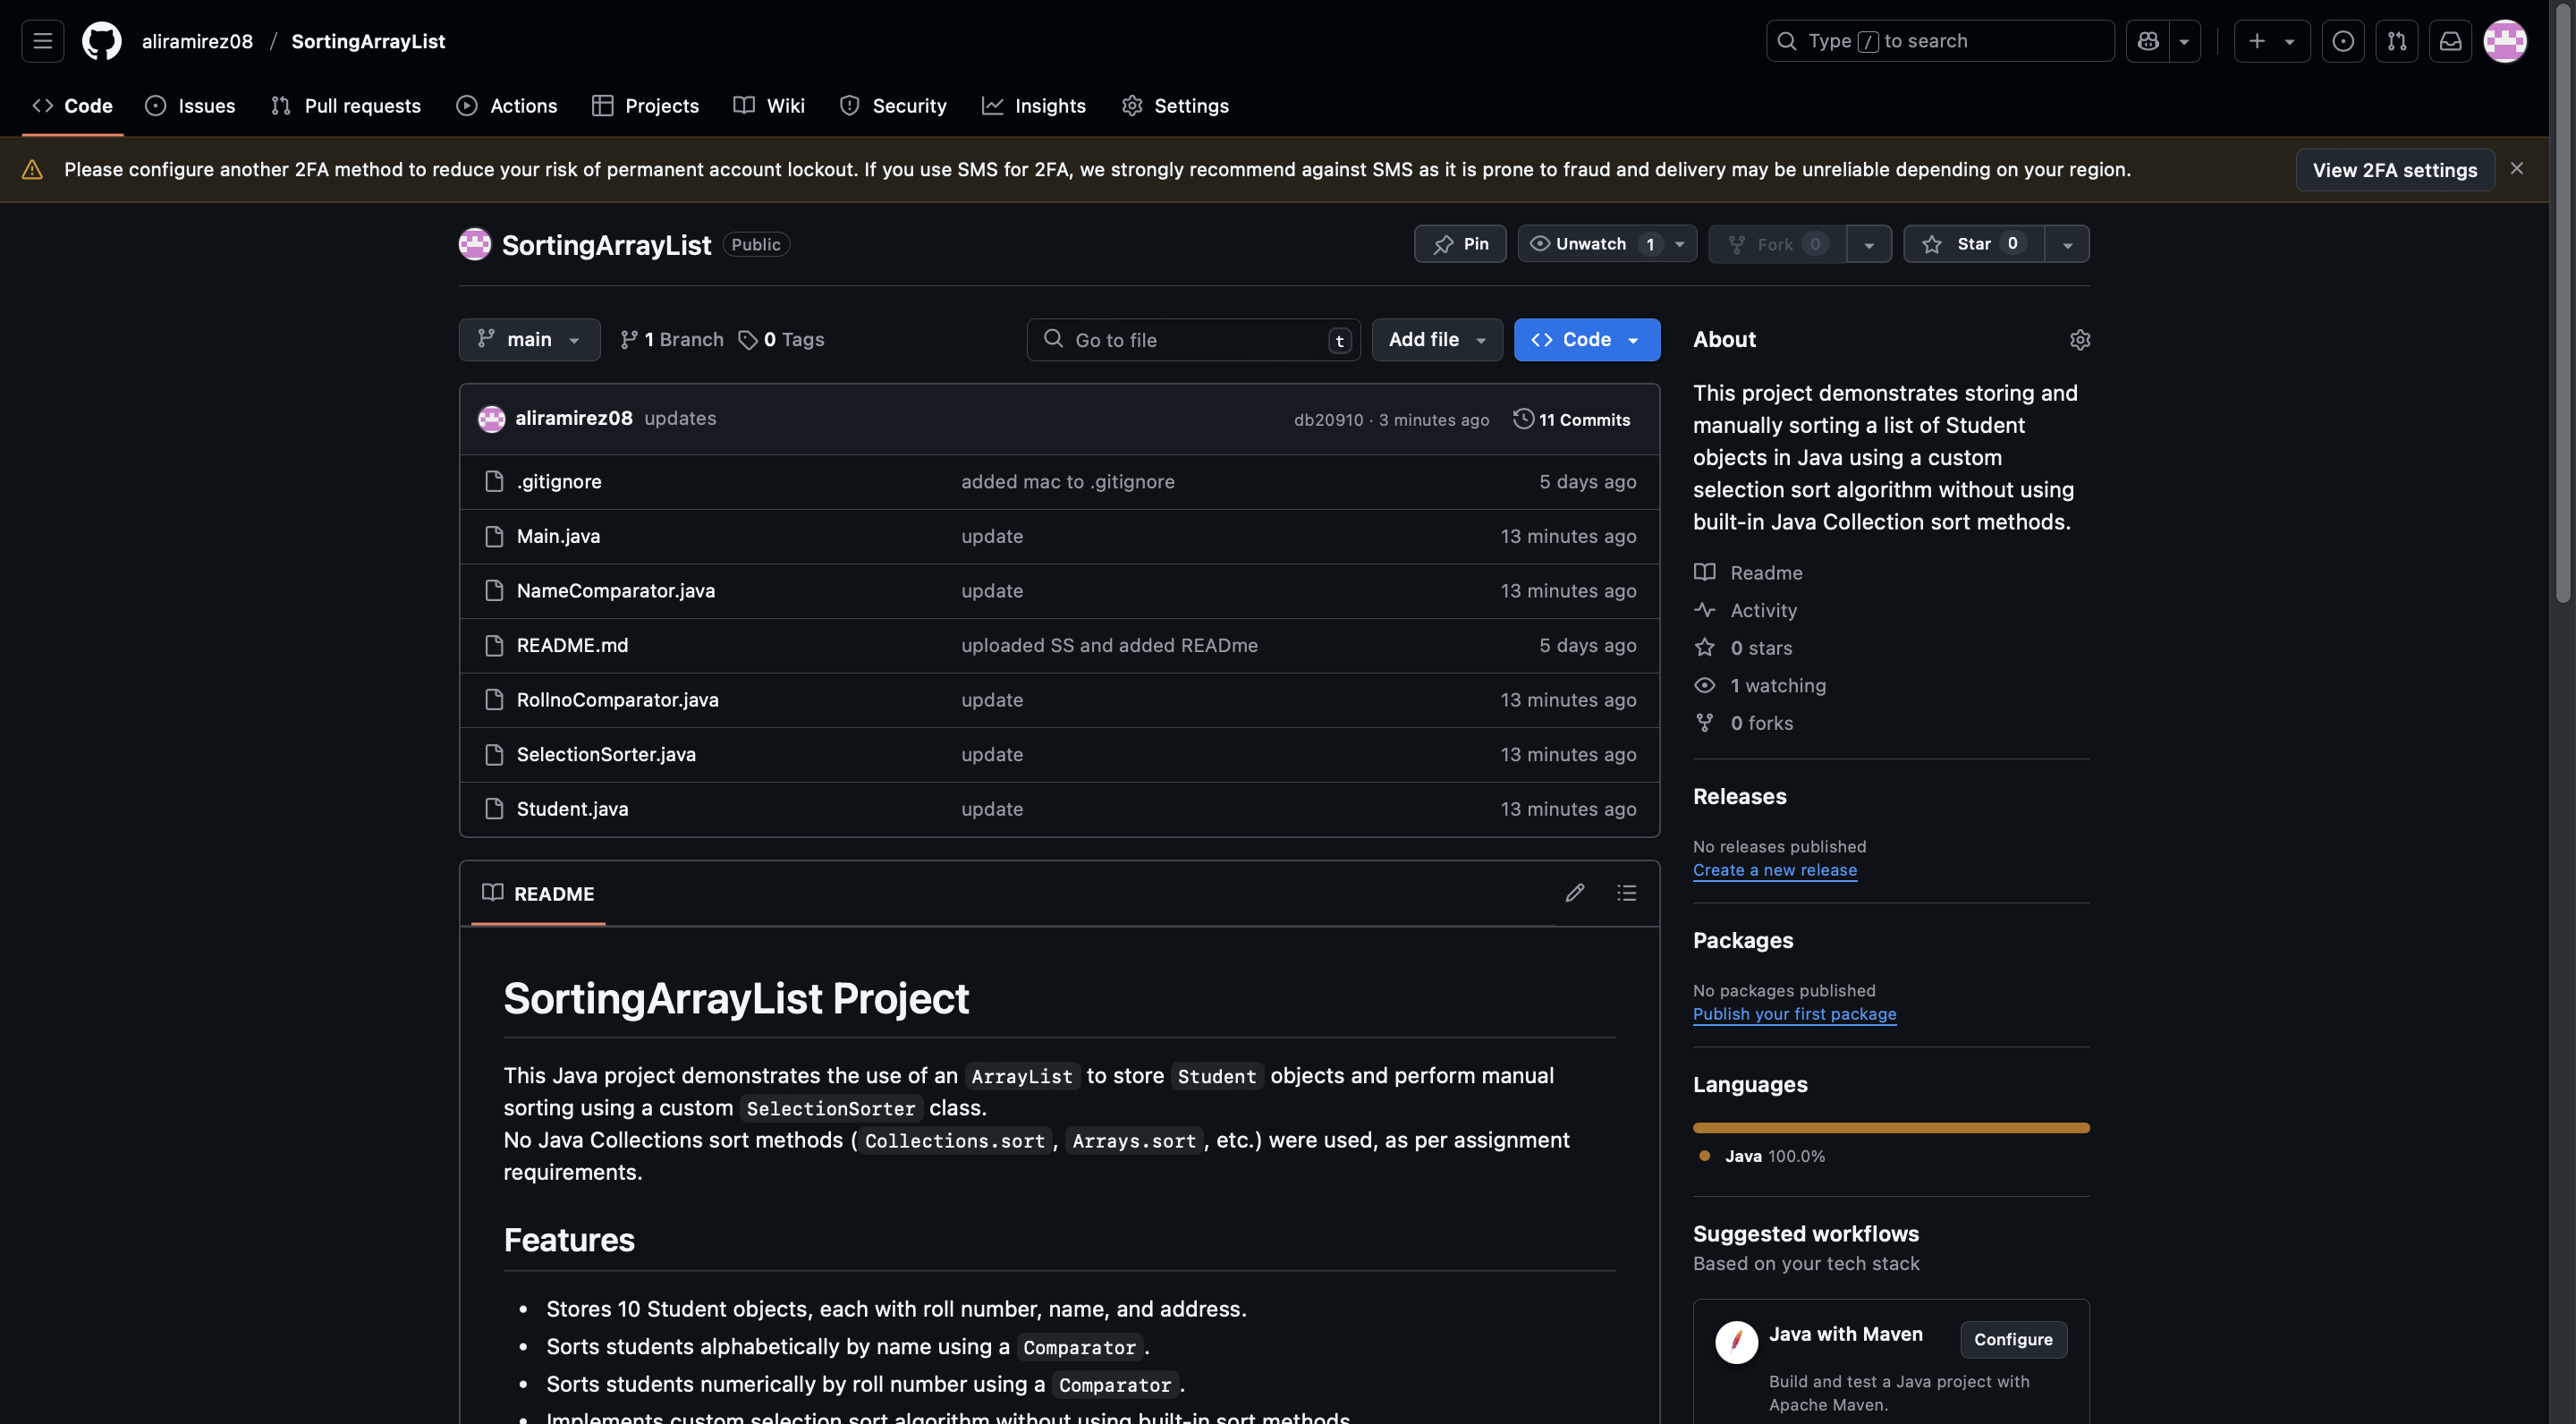 aliramirez08 / SortingArrayList
Type / to search
Code Issues Pull requests Actions Projects Wiki Security Insights Settings
Please configure another 2FA method to reduce your risk of permanent account lockout. If you use SMS for 2FA, we strongly recommend against SMS as it is prone to fraud and delivery may be unreliable depending on your region. View 2FA settings
SortingArrayList Public Pin Unwatch 1 Fork 0 Star 0
main 1 Branch 0 Tags Go to file t Add file Code
aliramirez08 updates db20910 · 3 minutes ago 11 Commits
.gitignore added mac to .gitignore 5 days ago
Main.java update 13 minutes ago
NameComparator.java update 13 minutes ago
README.md uploaded SS and added READme 5 days ago
RollnoComparator.java update 13 minutes ago
SelectionSorter.java update 13 minutes ago
Student.java update 13 minutes ago
README
SortingArrayList Project
This Java project demonstrates the use of an ArrayList to store Student objects and perform manual
sorting using a custom SelectionSorter class.
No Java Collections sort methods (Collections.sort, Arrays.sort, etc.) were used, as per assignment
requirements.
Features
• Stores 10 Student objects, each with roll number, name, and address.
• Sorts students alphabetically by name using a Comparator.
• Sorts students numerically by roll number using a Comparator.
• Implements custom selection sort algorithm without using built-in sort methods.
About
This project demonstrates storing and
manually sorting a list of Student
objects in Java using a custom
selection sort algorithm without using
built-in Java Collection sort methods.
Readme
Activity
0 stars
1 watching
0 forks
Releases
No releases published
Create a new release
Packages
No packages published
Publish your first package
Languages
Java 100.0%
Suggested workflows
Based on your tech stack
Java with Maven Configure
Build and test a Java project with
Apache Maven.